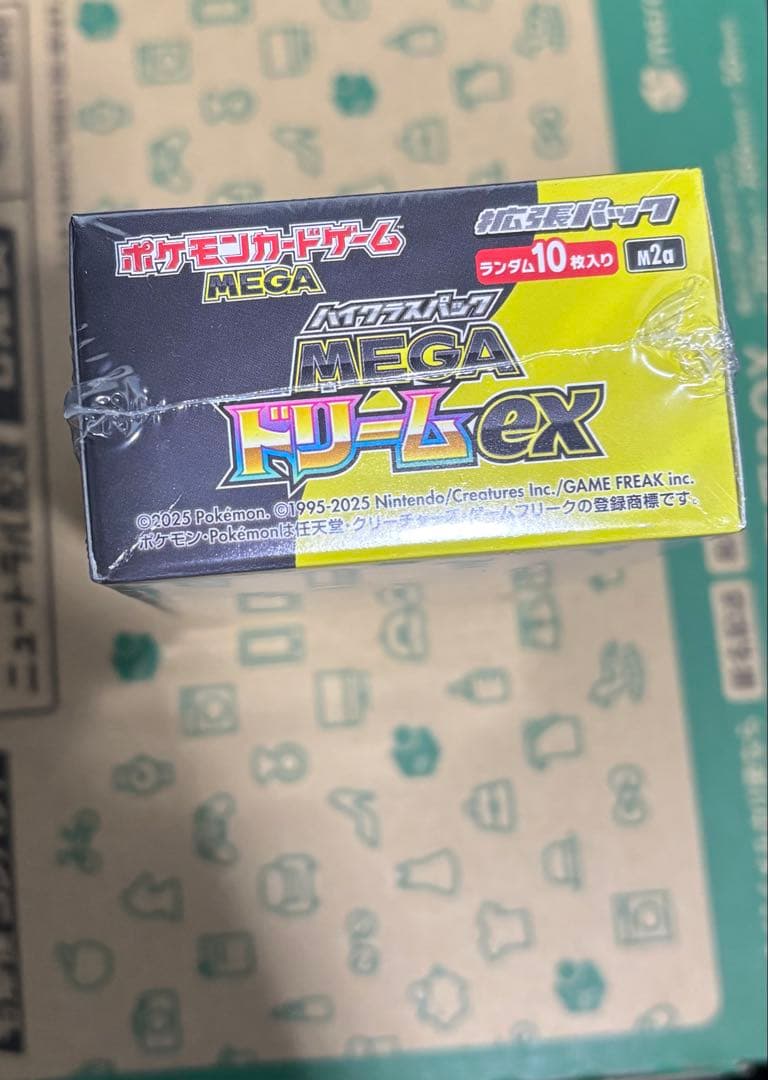 ポケモンカードゲーム
MEGA
拡張パック
ランダム10枚入り M2a
ハイクラスパック
MEGA
ドリームex
©2025 Pokémon. ©1995-2025 Nintendo/Creatures Inc./GAME FREAK inc.
ポケモン・Pokémonは任天堂・クリーチャーズ・ゲームフリークの登録商標です。